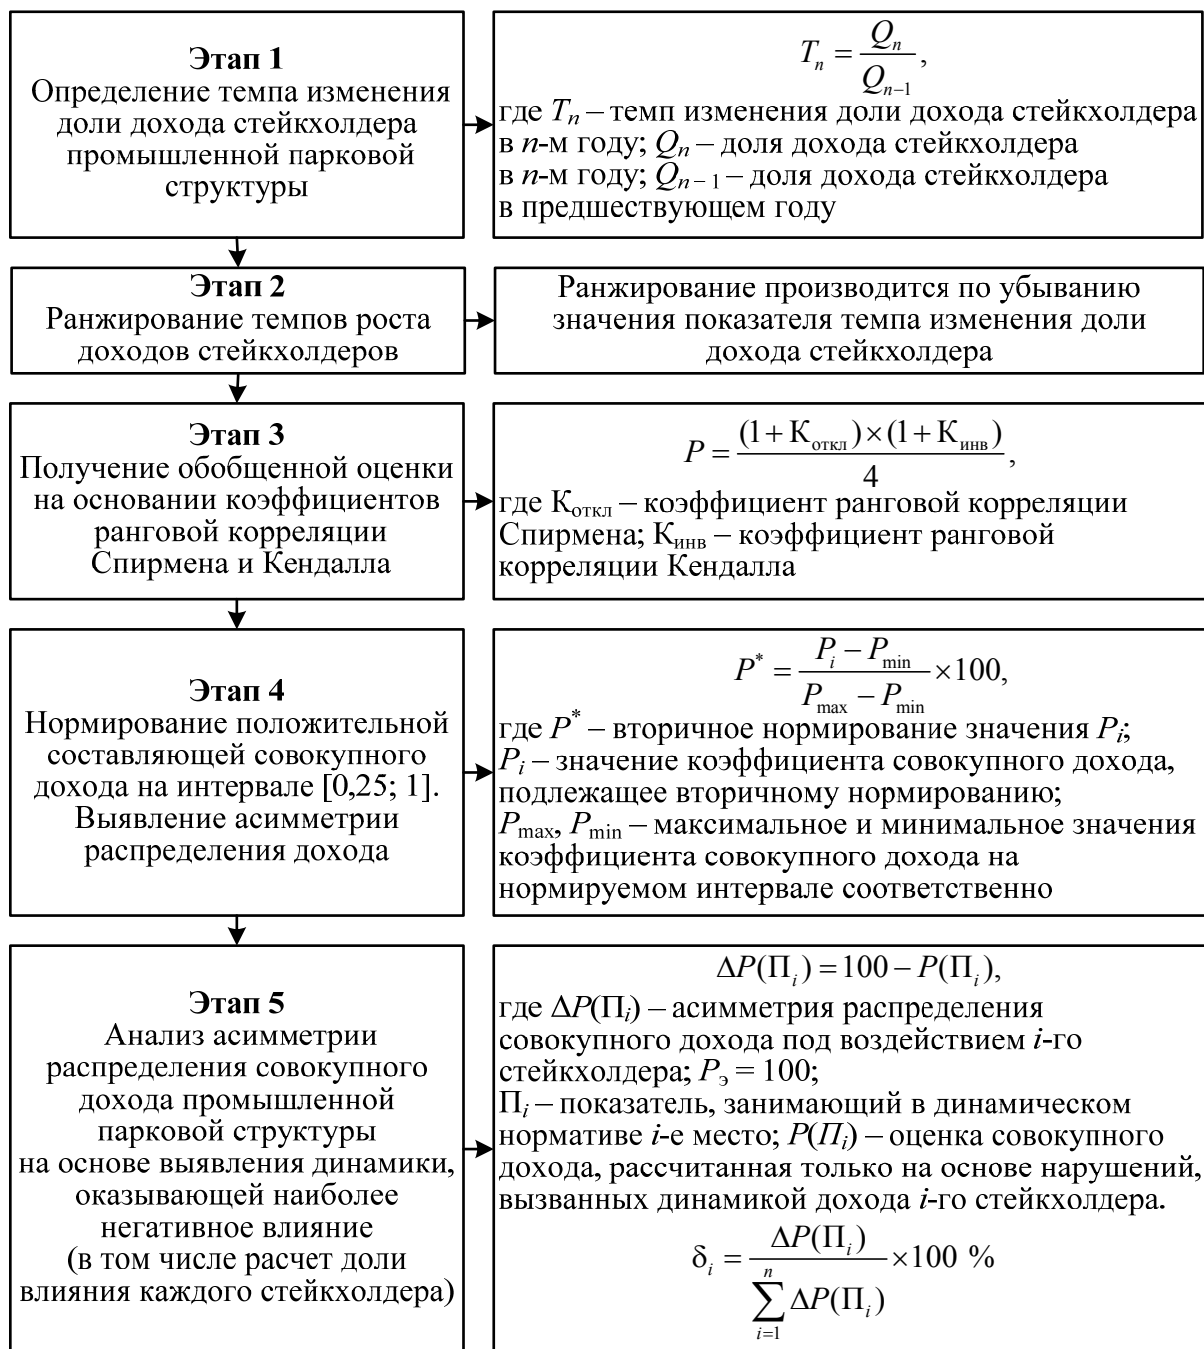 Этап 1
Определение темпа изменения
доли дохода стейкхолдера
промышленной парковой
структуры
T_n = Q_n / Q_{n−1},
где T_n – темп изменения доли дохода стейкхолдера
в n-м году; Q_n – доля дохода стейкхолдера
в n-м году; Q_{n – 1} – доля дохода стейкхолдера
в предшествующем году
Этап 2
Ранжирование темпов роста
доходов стейкхолдеров
Ранжирование производится по убыванию
значения показателя темпа изменения доли
дохода стейкхолдера
Этап 3
Получение обобщенной оценки
на основании коэффициентов
ранговой корреляции
Спирмена и Кендалла
P = (1 + К_откл) × (1 + К_инв) / 4,
где К_откл – коэффициент ранговой корреляции
Спирмена; К_инв – коэффициент ранговой
корреляции Кендалла
Этап 4
Нормирование положительной
составляющей совокупного
дохода на интервале [0,25; 1].
Выявление асимметрии
распределения дохода
P* = (P_i − P_min) / (P_max − P_min) × 100,
где P* – вторичное нормирование значения P_i;
P_i – значение коэффициента совокупного дохода,
подлежащее вторичному нормированию;
P_max, P_min – максимальное и минимальное значения
коэффициента совокупного дохода на
нормируемом интервале соответственно
Этап 5
Анализ асимметрии
распределения совокупного
дохода промышленной
парковой структуры
на основе выявления динамики,
оказывающей наиболее
негативное влияние
(в том числе расчет доли
влияния каждого стейкхолдера)
ΔP(П_i) = 100 − P(П_i),
где ΔP(П_i) – асимметрия распределения
совокупного дохода под воздействием i-го
стейкхолдера; P_э = 100;
П_i – показатель, занимающий в динамическом
нормативе i-е место; P(П_i) – оценка совокупного
дохода, рассчитанная только на основе нарушений,
вызванных динамикой дохода i-го стейкхолдера.
δ_i = ΔP(П_i) / ∑_{i=1}^{n} ΔP(П_i) × 100 %